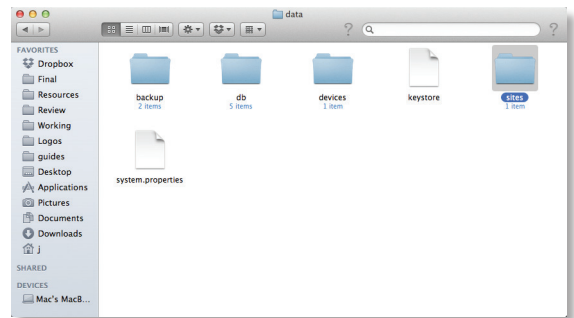 data
?
?
FAVORITES
Dropbox
Final
Resources
Review
Working
Logos
guides
Desktop
Applications
Pictures
Documents
Downloads
j
SHARED
DEVICES
Mac's MacB...
backup
2 items
db
5 items
devices
1 item
keystore
sites
1 item
system.properties